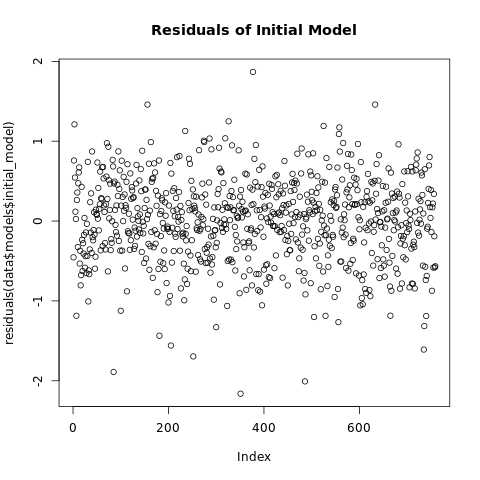 Residuals of Initial Model
residuals(data$models$initial_model)
2
1
0
-1
-2
0 200 400 600
Index